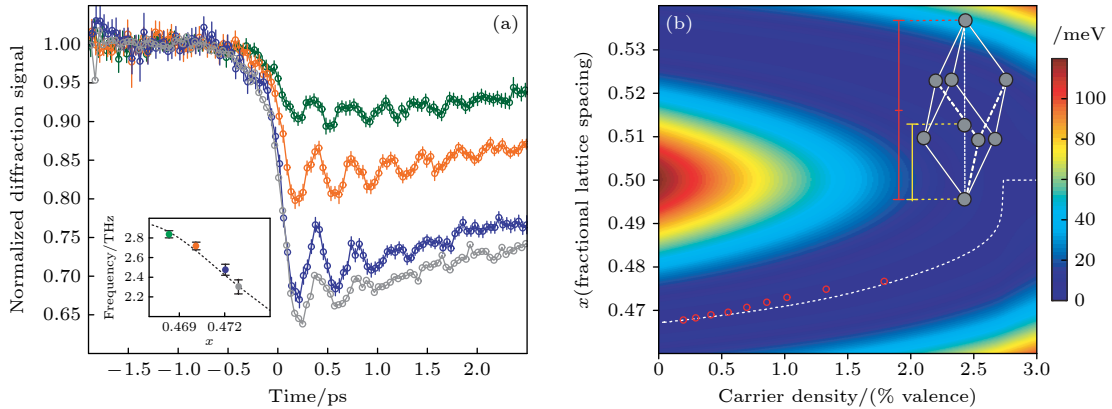 (a)
Normalized diffraction signal
1.00
0.95
0.90
0.85
0.80
0.75
0.70
0.65
−1.5 −1.0 −0.5 0 0.5 1.0 1.5 2.0
Time/ps
Frequency/THz
2.8
2.6
2.4
2.2
0.469 0.472
x
(b)
x(fractional lattice spacing)
0.53
0.52
0.51
0.50
0.49
0.48
0.47
0 0.5 1.0 1.5 2.0 2.5 3.0
Carrier density/(% valence)
/meV
100
80
60
40
20
0